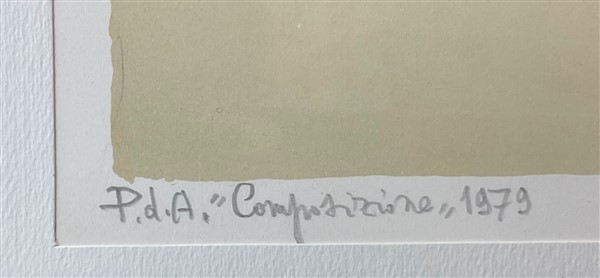 P.d.A. "Composizione„ 1979